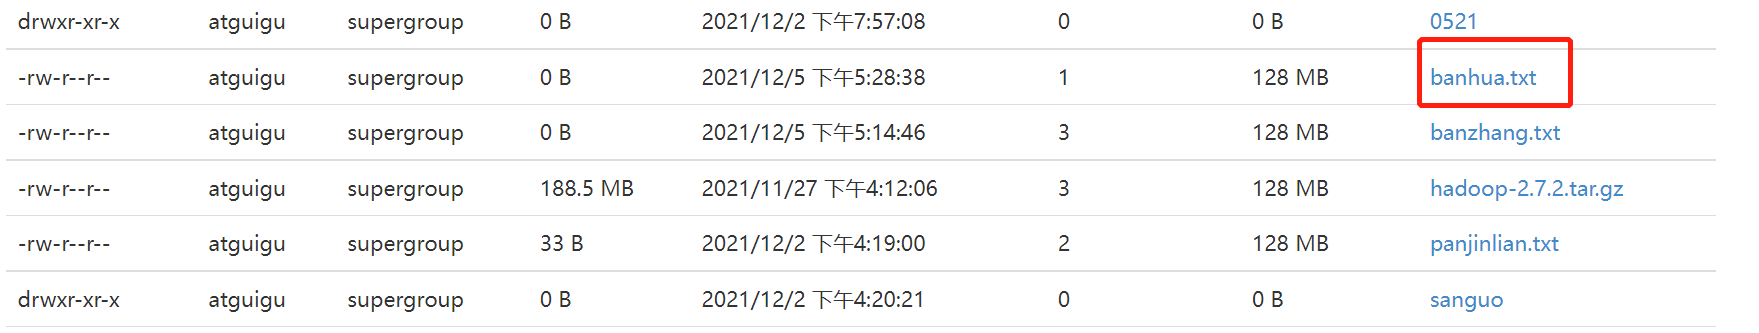 drwxr-xr-x atguigu supergroup 0 B 2021/12/2 下午7:57:08 0 0 B 0521
-rw-r--r-- atguigu supergroup 0 B 2021/12/5 下午5:28:38 1 128 MB banhua.txt
-rw-r--r-- atguigu supergroup 0 B 2021/12/5 下午5:14:46 3 128 MB banzhang.txt
-rw-r--r-- atguigu supergroup 188.5 MB 2021/11/27 下午4:12:06 3 128 MB hadoop-2.7.2.tar.gz
-rw-r--r-- atguigu supergroup 33 B 2021/12/2 下午4:19:00 2 128 MB panjinlian.txt
drwxr-xr-x atguigu supergroup 0 B 2021/12/2 下午4:20:21 0 0 B sanguo